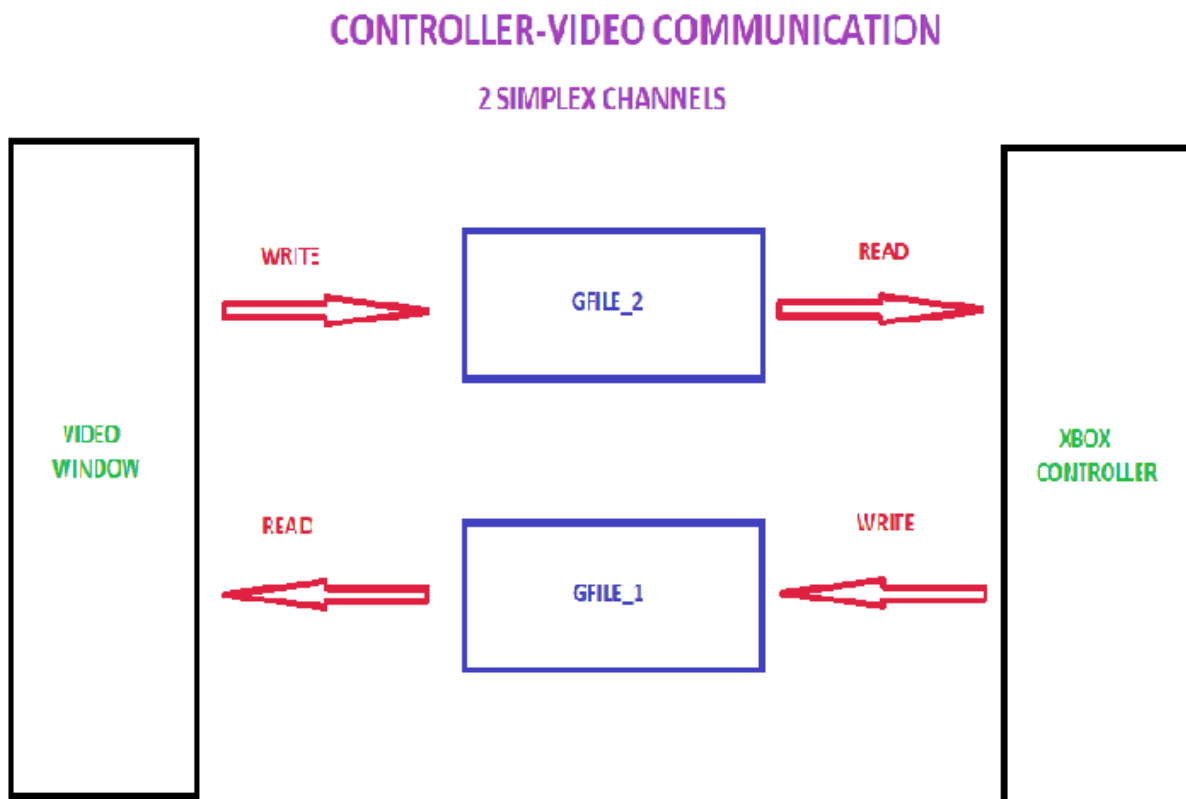 CONTROLLER-VIDEO COMMUNICATION
2 SIMPLEX CHANNELS
WRITE
GFILE_2
READ
VIDEO
WINDOW
XBOX
CONTROLLER
READ
GFILE_1
WRITE